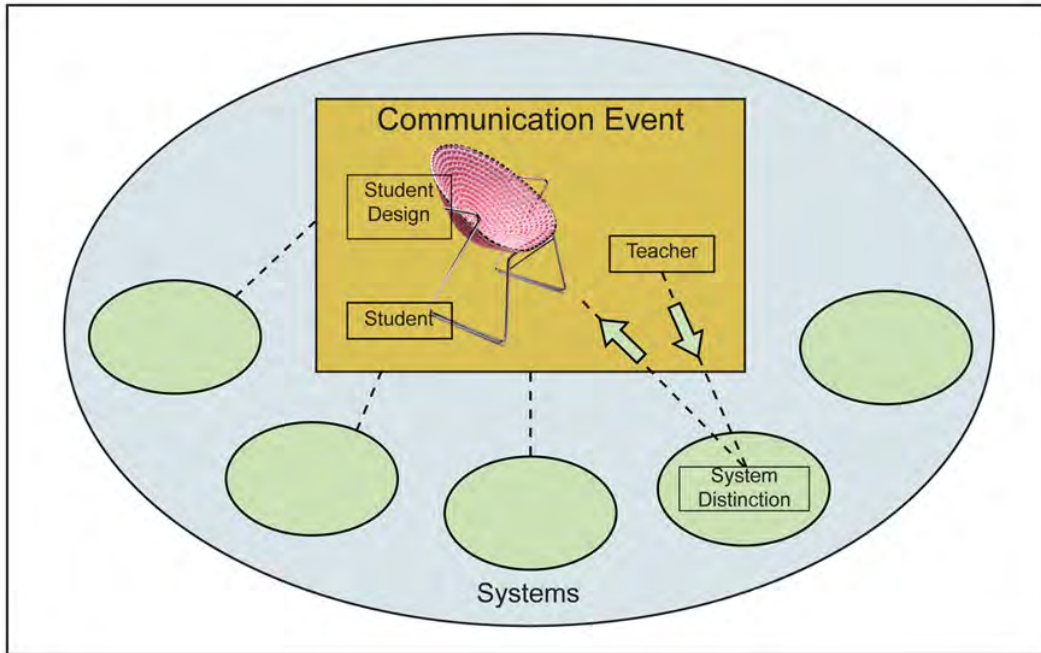 Communication Event
Student
Design
Teacher
Student
System
Distinction
Systems